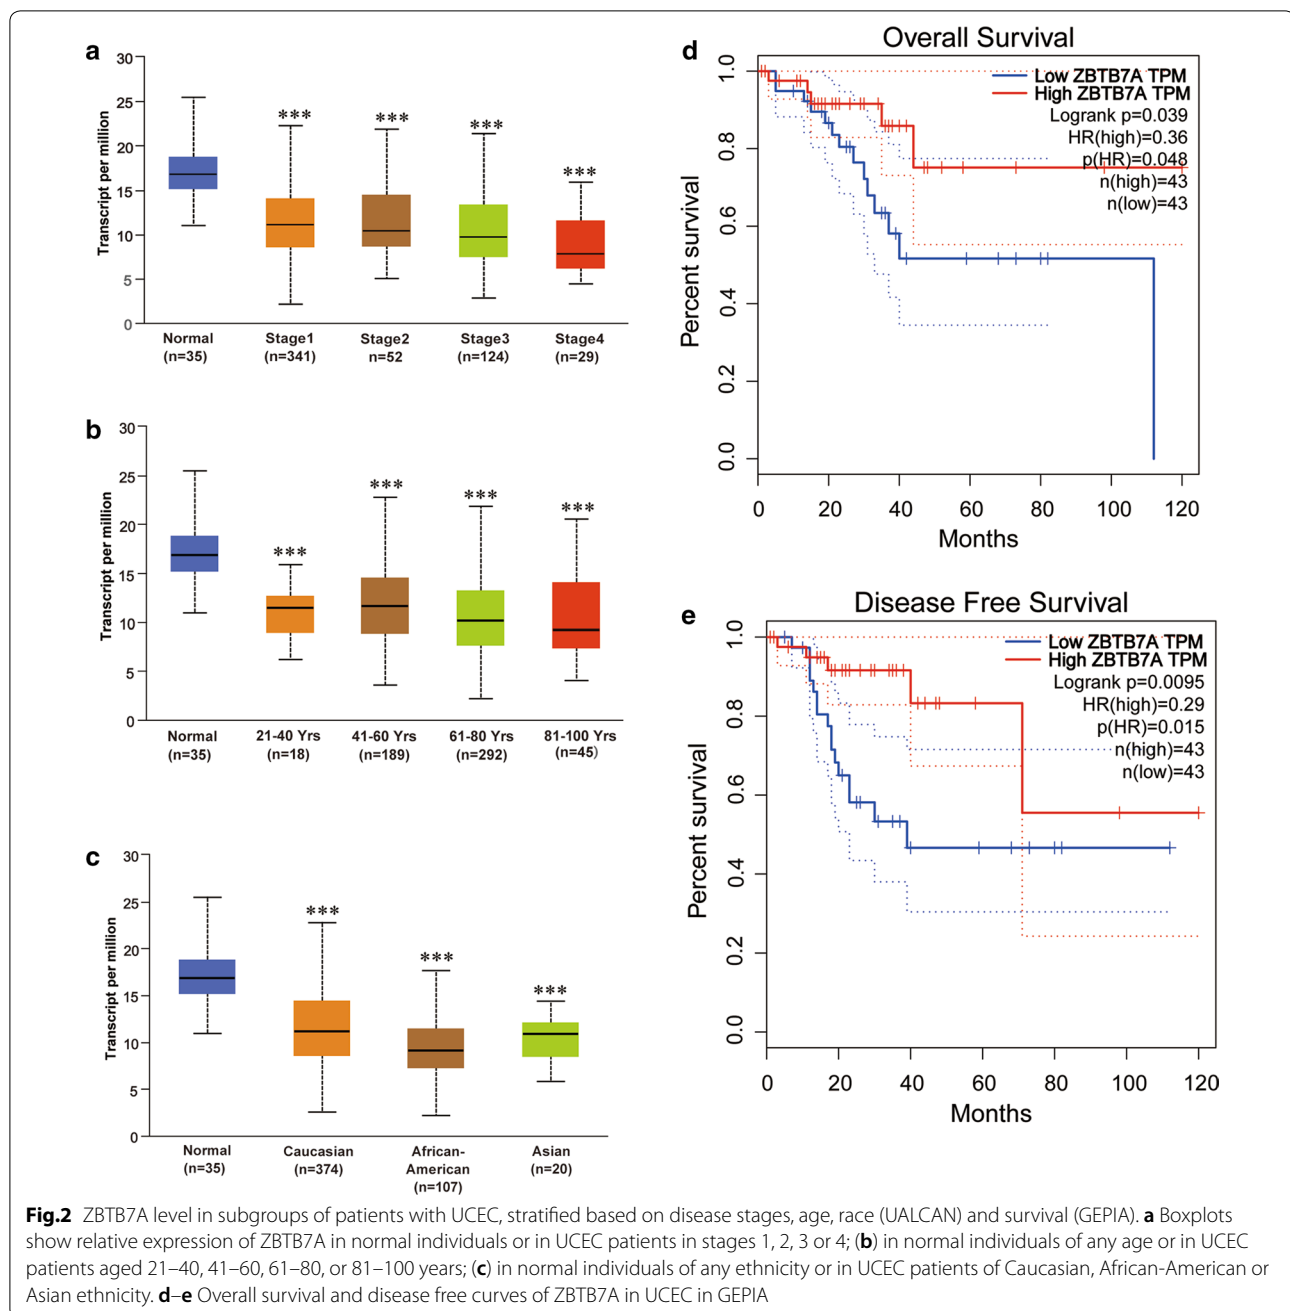 a
30
25
20
15
10
5
0
Transcript per million
***
***
***
***
Normal
(n=35)
Stage1
(n=341)
Stage2
n=52
Stage3
(n=124)
Stage4
(n=29)
b
30
25
20
15
10
5
0
Transcript per million
***
***
***
***
Normal
(n=35)
21-40 Yrs
(n=18)
41-60 Yrs
(n=189)
61-80 Yrs
(n=292)
81-100 Yrs
(n=45)
c
30
25
20
15
10
5
0
Transcript per million
***
***
***
Normal
(n=35)
Caucasian
(n=374)
African-
American
(n=107)
Asian
(n=20)
d
Overall Survival
Low ZBTB7A TPM
High ZBTB7A TPM
Logrank p=0.039
HR(high)=0.36
p(HR)=0.048
n(high)=43
n(low)=43
1.0
0.8
0.6
0.4
0.2
0.0
Percent survival
0 20 40 60 80 100 120
Months
e
Disease Free Survival
Low ZBTB7A TPM
High ZBTB7A TPM
Logrank p=0.0095
HR(high)=0.29
p(HR)=0.015
n(high)=43
n(low)=43
1.0
0.8
0.6
0.4
0.2
0.0
Percent survival
0 20 40 60 80 100 120
Months
Fig.2 ZBTB7A level in subgroups of patients with UCEC, stratified based on disease stages, age, race (UALCAN) and survival (GEPIA). a Boxplots
show relative expression of ZBTB7A in normal individuals or in UCEC patients in stages 1, 2, 3 or 4; (b) in normal individuals of any age or in UCEC
patients aged 21–40, 41–60, 61–80, or 81–100 years; (c) in normal individuals of any ethnicity or in UCEC patients of Caucasian, African-American or
Asian ethnicity. d–e Overall survival and disease free curves of ZBTB7A in UCEC in GEPIA